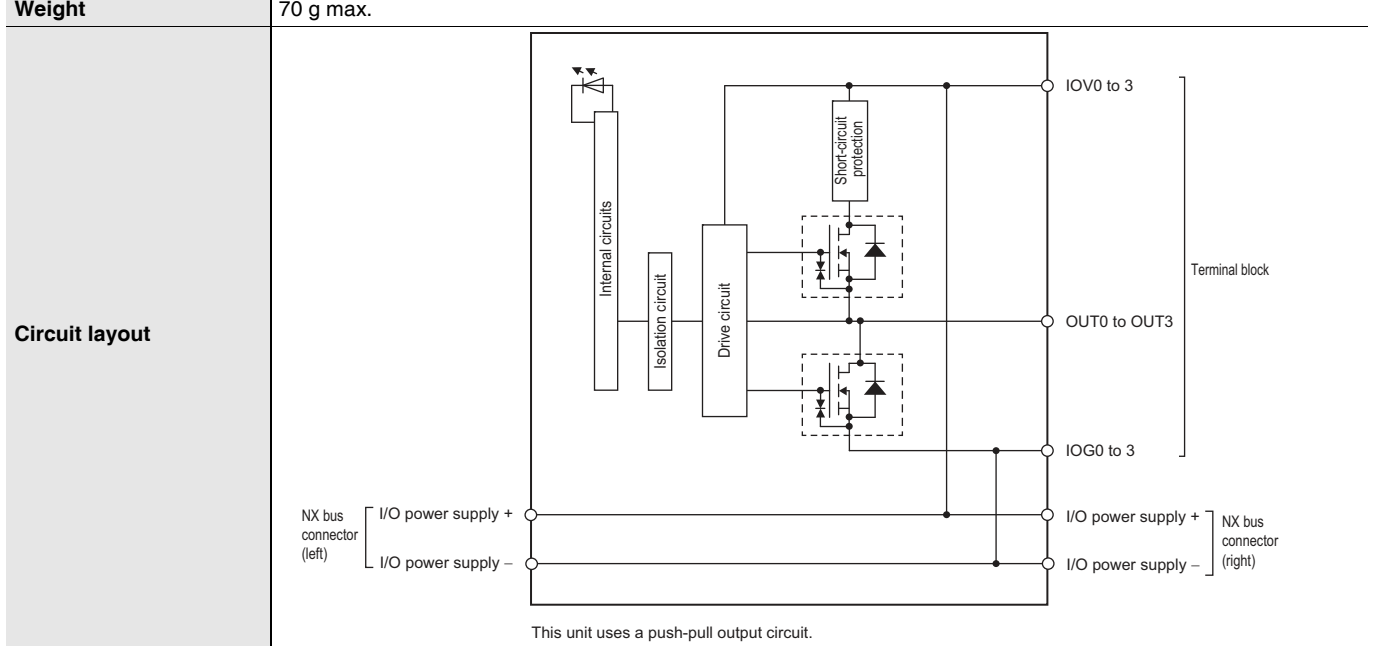 Weight
70 g max.
Circuit layout
Internal circuits
Isolation circuit
Drive circuit
Short-circuit
protection
IOV0 to 3
OUT0 to OUT3
IOG0 to 3
Terminal block
NX bus
connector
(left)
I/O power supply +
I/O power supply –
I/O power supply +
I/O power supply –
NX bus
connector
(right)
This unit uses a push-pull output circuit.